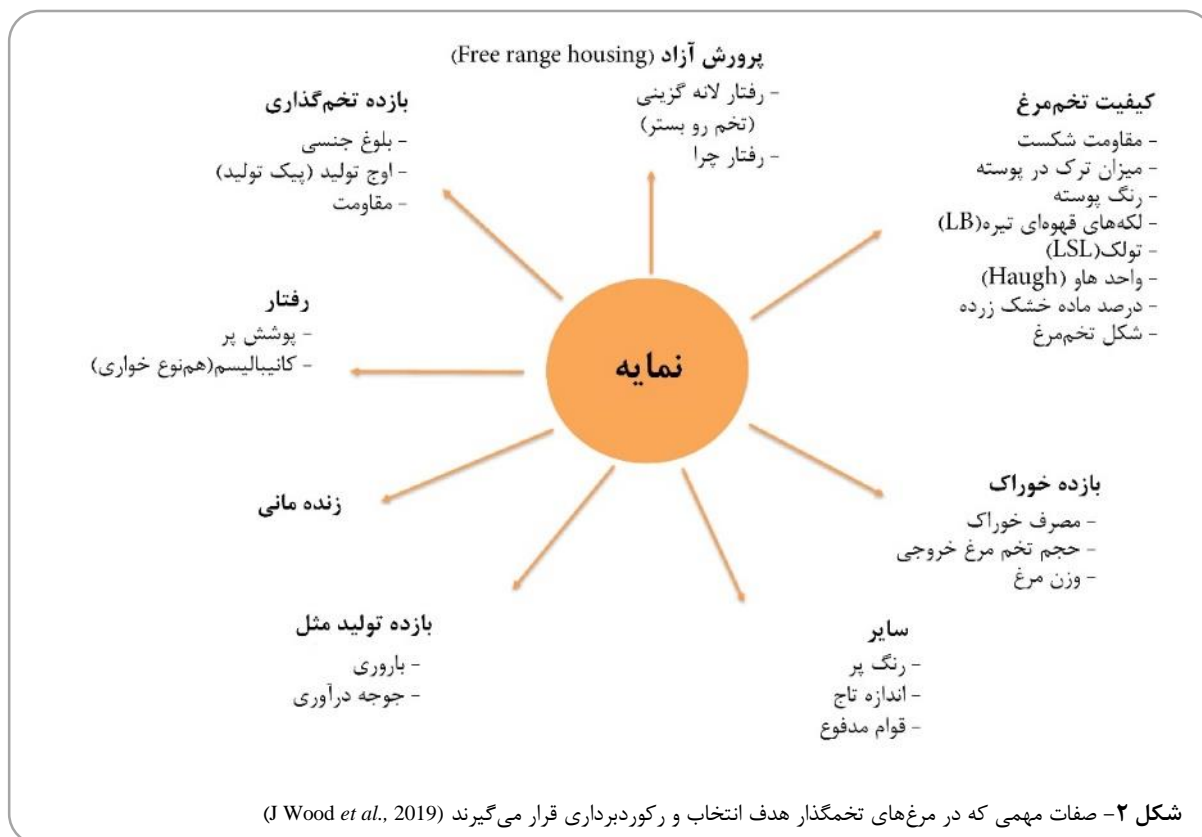 پرورش آزاد (Free range housing)
- رفتار لانه گزینی
(تخم رو بستر)
- رفتار چرا
کیفیت تخم‌مرغ
- مقاومت شکست
- میزان ترک در پوسته
- رنگ پوسته
- لکه‌های قهوه‌ای تیره(LB)
- تولک(LSL)
- واحد هاو (Haugh)
- درصد ماده خشک زرده
- شکل تخم‌مرغ
بازده تخم‌گذاری
- بلوغ جنسی
- اوج تولید (پیک تولید)
- مقاومت
رفتار
- پوشش پر
- کانیبالیسم(هم‌نوع خواری)
نمایه
زنده مانی
بازده خوراک
- مصرف خوراک
- حجم تخم مرغ خروجی
- وزن مرغ
سایر
- رنگ پر
- اندازه تاج
- قوام مدفوع
بازده تولید مثل
- باروری
- جوجه درآوری
شکل ۲- صفات مهمی که در مرغ‌های تخمگذار هدف انتخاب و رکوردبرداری قرار می‌گیرند (J Wood et al., 2019)